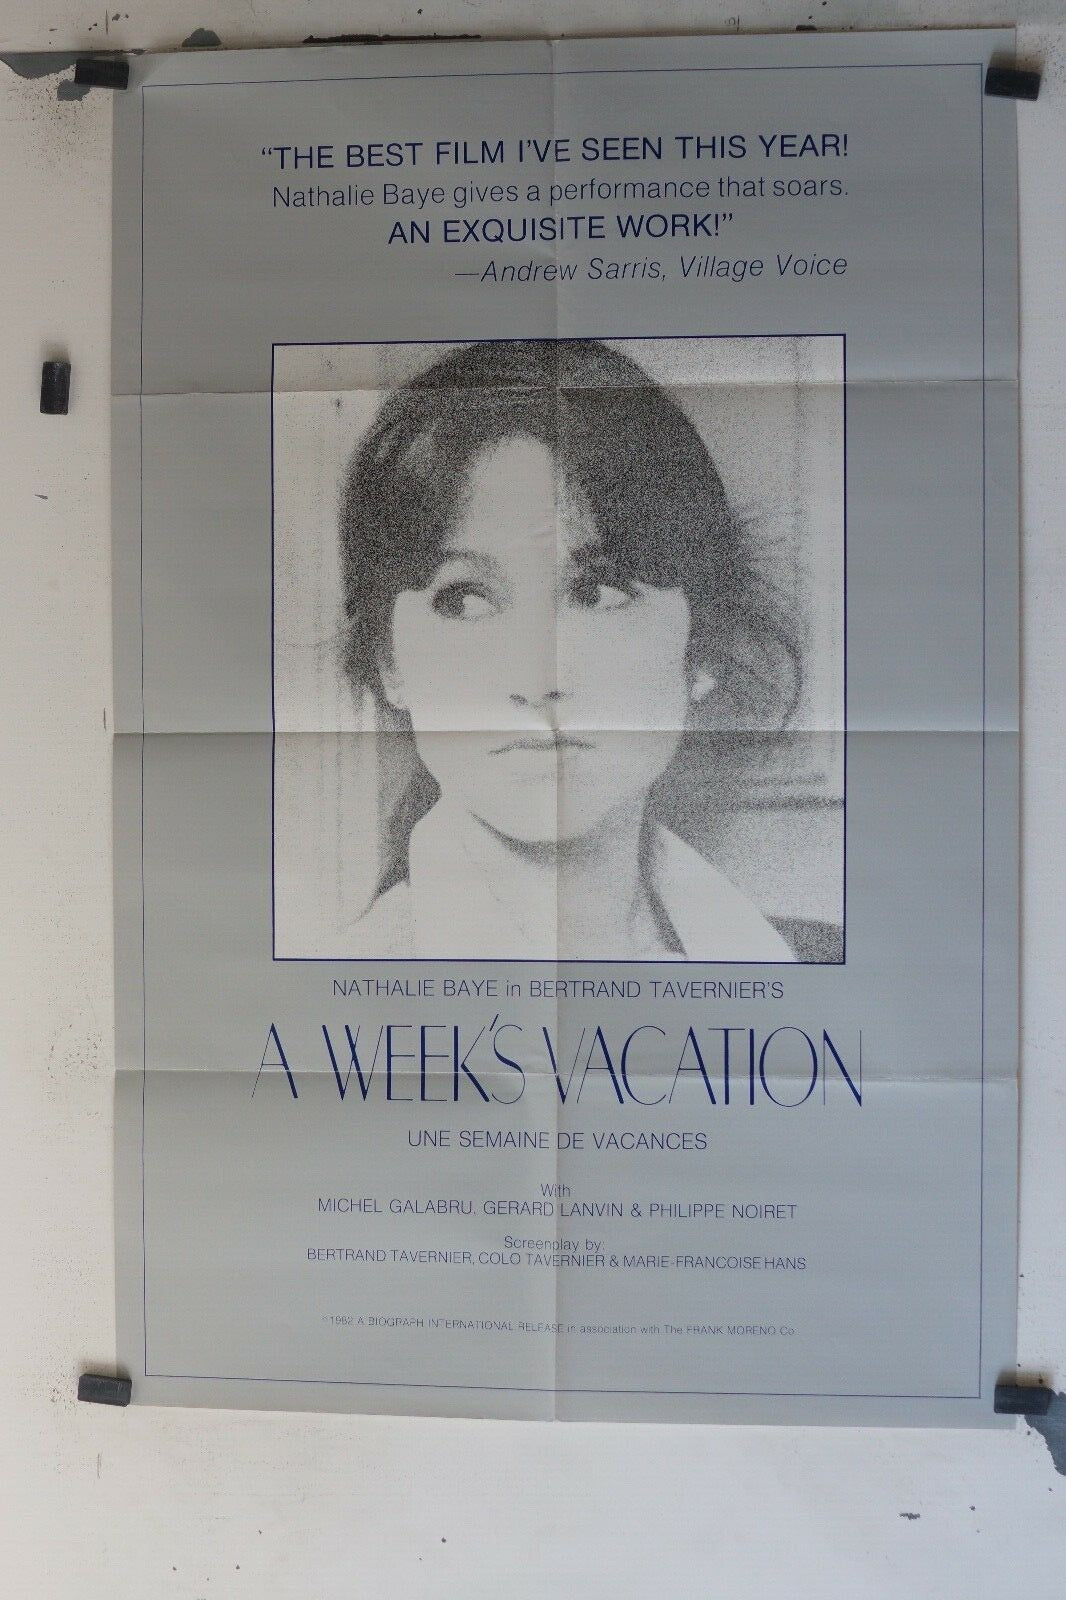 “THE BEST FILM I'VE SEEN THIS YEAR!
Nathalie Baye gives a performance that soars.
AN EXQUISITE WORK!”
—Andrew Sarris, Village Voice
NATHALIE BAYE in BERTRAND TAVERNIER'S
A WEEK'S VACATION
UNE SEMAINE DE VACANCES
With
MICHEL GALABRU, GERARD LANVIN & PHILIPPE NOIRET
Screenplay by:
BERTRAND TAVERNIER, COLO TAVERNIER & MARIE-FRANCOISE HANS
©1982 A BIOGRAPH INTERNATIONAL RELEASE in association with The FRANK MORENO Co.